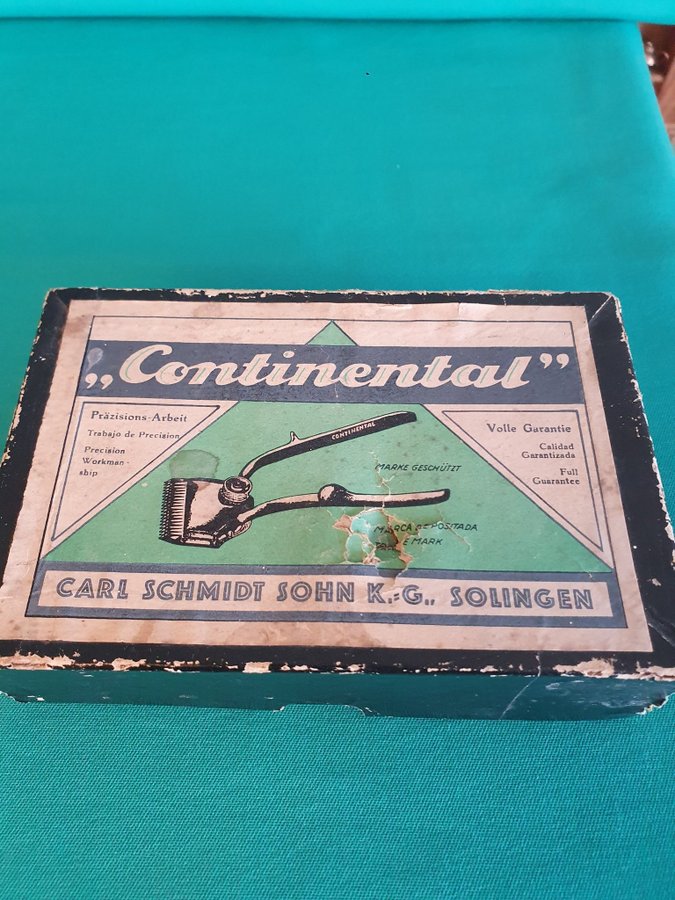 „Continental”
Präzisions-Arbeit
Trabajo de Precision
Precision
Workman-
ship
Volle Garantie
Calidad
Garantizada
Full
Guarantee
CONTINENTAL
MARKE GESCHÜTZT
MARK
CARL SCHMIDT SOHN K.-G., SOLINGEN